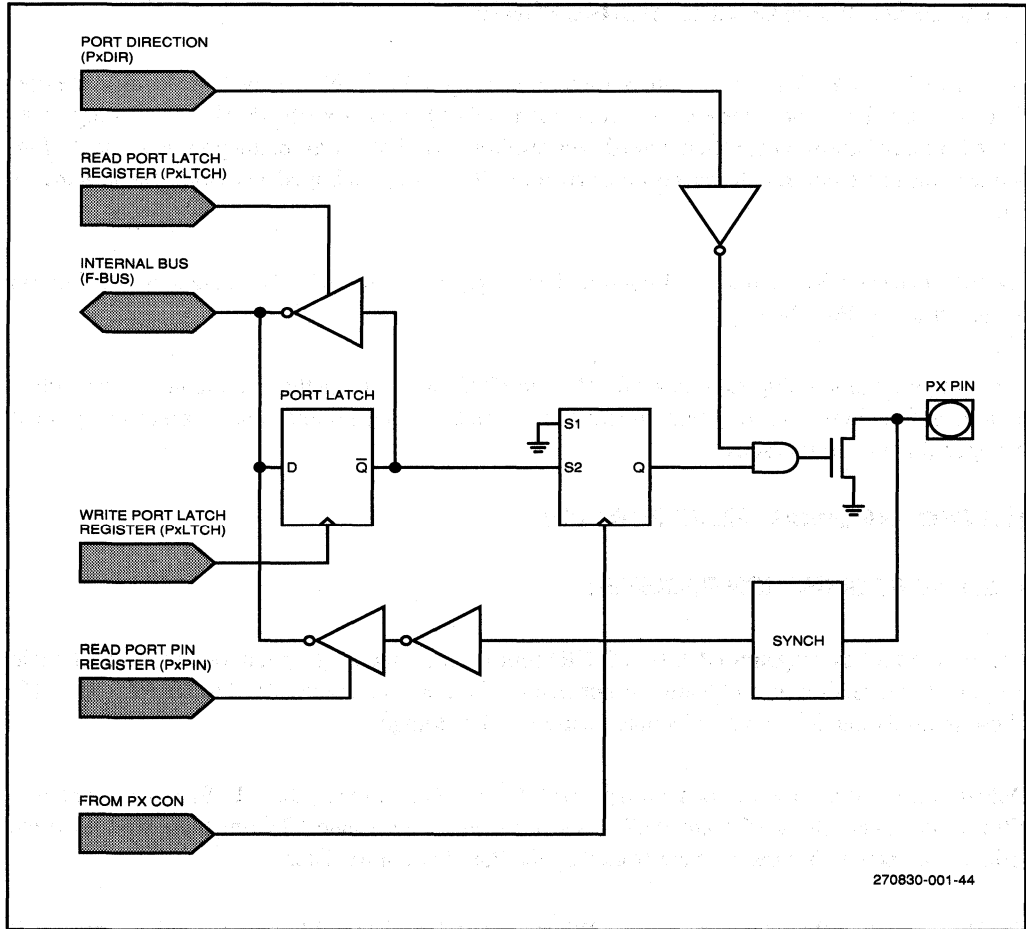 PORT DIRECTION
(PxDIR)
READ PORT LATCH
REGISTER (PxLTCH)
INTERNAL BUS
(F-BUS)
PORT LATCH
D
Q̅
S1
S2
Q
PX PIN
WRITE PORT LATCH
REGISTER (PxLTCH)
SYNCH
READ PORT PIN
REGISTER (PxPIN)
FROM PX CON
270830-001-44